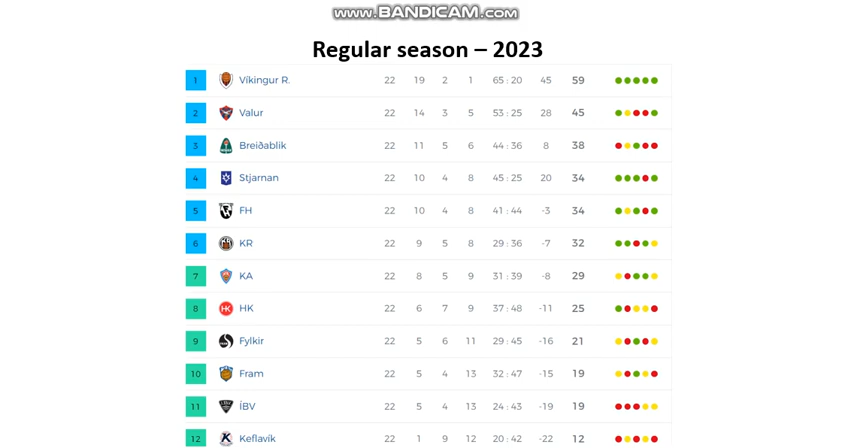 www.BANDICAM.com
Regular season – 2023
1 Víkingur R. 22 19 2 1 65 : 20 45 59
2 Valur 22 14 3 5 53 : 25 28 45
3 Breiðablik 22 11 5 6 44 : 36 8 38
4 Stjarnan 22 10 4 8 45 : 25 20 34
5 FH 22 10 4 8 41 : 44 -3 34
6 KR 22 9 5 8 29 : 36 -7 32
7 KA 22 8 5 9 31 : 39 -8 29
8 HK 22 6 7 9 37 : 48 -11 25
9 Fylkir 22 5 6 11 29 : 45 -16 21
10 Fram 22 5 4 13 32 : 47 -15 19
11 ÍBV 22 5 4 13 24 : 43 -19 19
12 Keflavík 22 1 9 12 20 : 42 -22 12